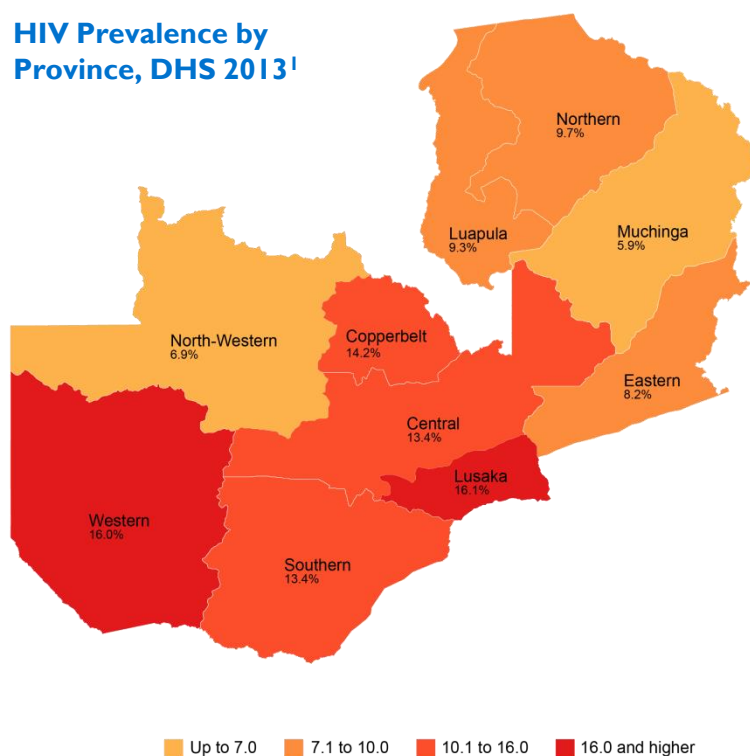 HIV Prevalence by
Province, DHS 2013¹
Northern
9.7%
Luapula
9.3%
Muchinga
5.9%
North-Western
6.9%
Copperbelt
14.2%
Eastern
8.2%
Central
13.4%
Lusaka
16.1%
Western
16.0%
Southern
13.4%
Up to 7.0
7.1 to 10.0
10.1 to 16.0
16.0 and higher